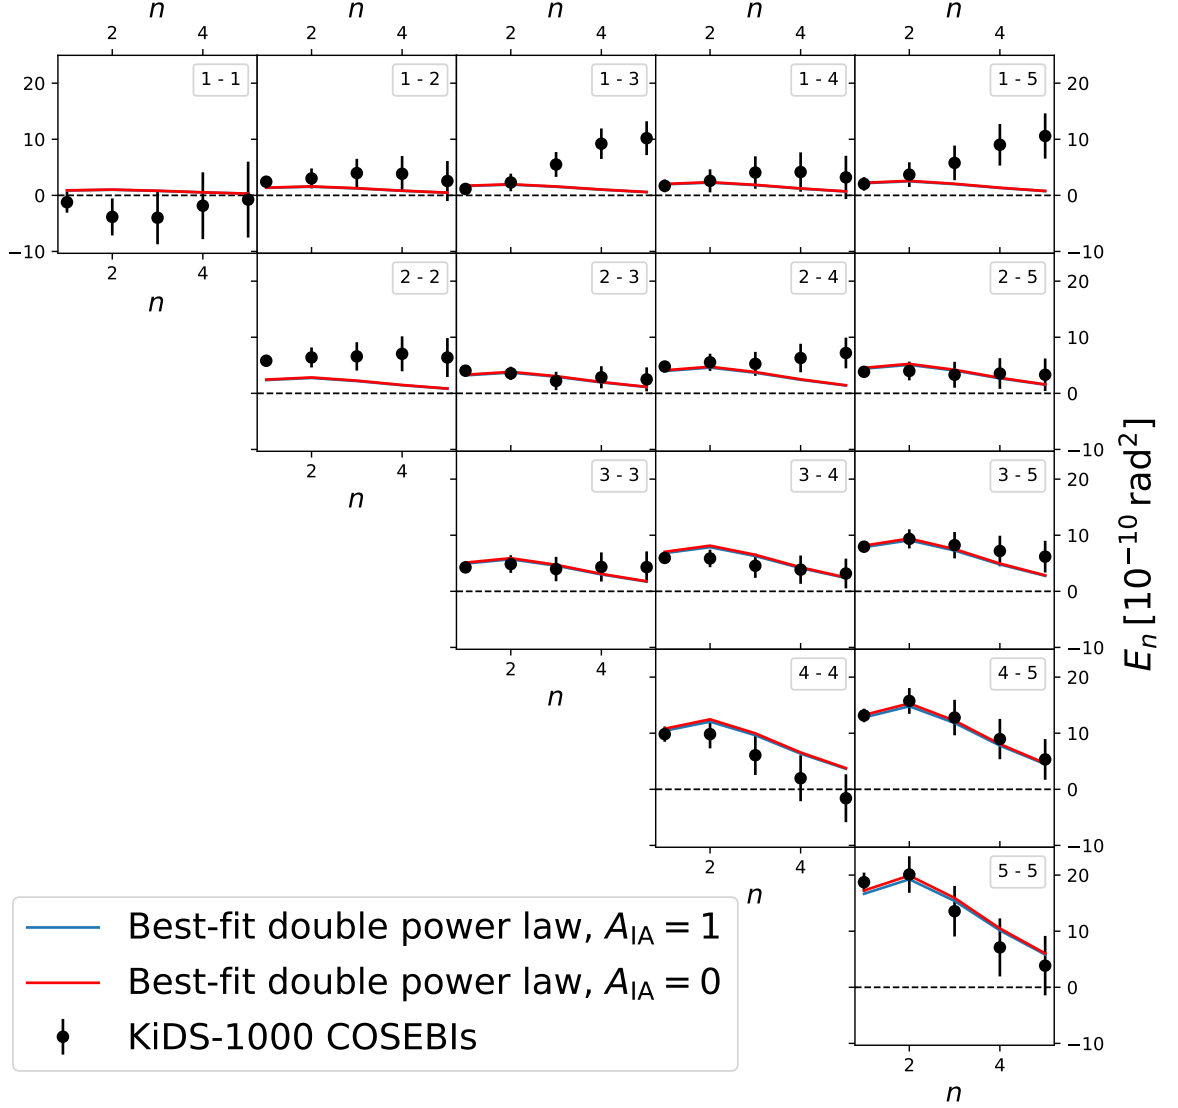 n n n n n
2 4 2 4 2 4 2 4 2 4
20 1 - 1 1 - 2 1 - 3 1 - 4 1 - 5 20
10 10
0 0
−10 −10
2 4
n
2 - 2 2 - 3 2 - 4 2 - 5 20
10
0
−10
2 4
n
3 - 3 3 - 4 3 - 5 20
10
0
−10
2 4
n
4 - 4 4 - 5 20
10
0
−10
2 4
n
5 - 5 20
10
0
−10
2 4
n
E_n [10⁻¹⁰ rad²]
Best-fit double power law, A_IA = 1
Best-fit double power law, A_IA = 0
KiDS-1000 COSEBIs